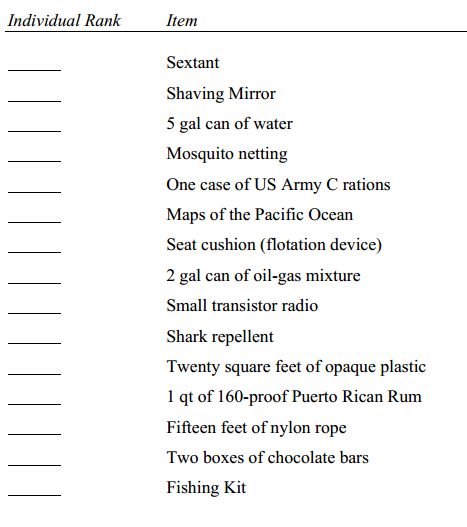 Individual Rank Item
Sextant
Shaving Mirror
5 gal can of water
Mosquito netting
One case of US Army C rations
Maps of the Pacific Ocean
Seat cushion (flotation device)
2 gal can of oil-gas mixture
Small transistor radio
Shark repellent
Twenty square feet of opaque plastic
1 qt of 160-proof Puerto Rican Rum
Fifteen feet of nylon rope
Two boxes of chocolate bars
Fishing Kit